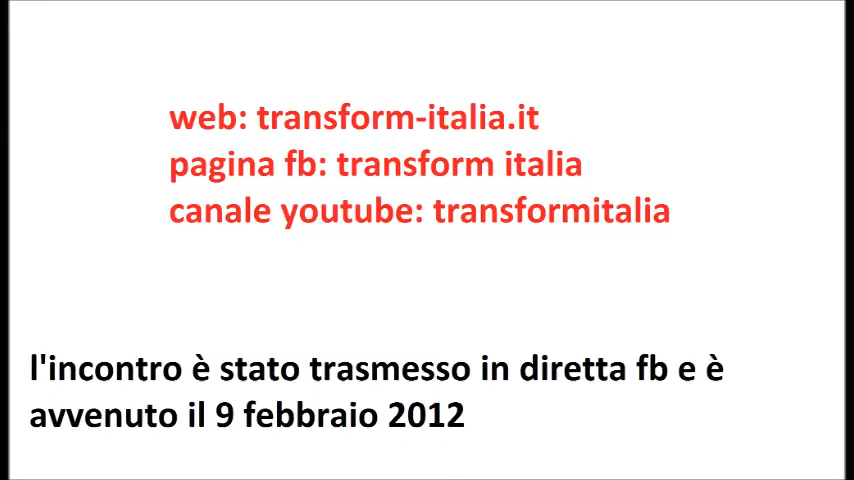 web: transform-italia.it
pagina fb: transform italia
canale youtube: transformitalia
l'incontro è stato trasmesso in diretta fb e è
avvenuto il 9 febbraio 2012